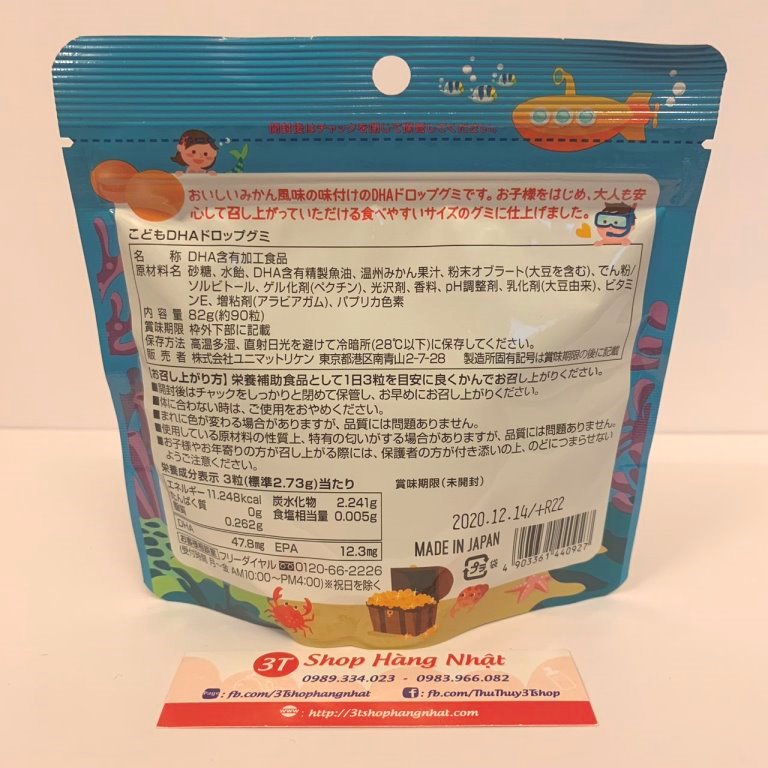 開封後はチャックを閉じて保管してください。
おいしいみかん風味の味付けのDHAドロップグミです。お子様をはじめ、大人も安
心して召し上がっていただける食べやすいサイズのグミに仕上げました。
こどもDHAドロップグミ
名 称 DHA含有加工食品
原材料名 砂糖、水飴、DHA含有精製魚油、温州みかん果汁、粉末オブラート(大豆を含む)、でん粉/
ソルビトール、ゲル化剤(ペクチン)、光沢剤、香料、pH調整剤、乳化剤(大豆由来)、ビタミ
ンE、増粘剤(アラビアガム)、パプリカ色素
内容量 82g(約90粒)
賞味期限 枠外下部に記載
保存方法 高温多湿、直射日光を避けて冷暗所(28℃以下)に保存してください。
販売者 株式会社ユニマットリケン 東京都港区南青山2-7-28 製造所固有記号は賞味期限の後に記載
【お召し上がり方】栄養補助食品として1日3粒を目安に良くかんでお召し上がりください。
■開封後はチャックをしっかりと閉めて保管し、お早めにお召し上がりください。
■体に合わない時は、ご使用をおやめください。
■まれに色が変わる場合がありますが、品質には問題ありません。
■使用している原材料の性質上、特有の匂いがする場合がありますが、品質には問題ありません。
■お子様やお年寄りの方が召し上がる際には、保護者の方が付き添いの上、のどにつまらせない
ようご注意ください。
栄養成分表示 3粒(標準2.73g)当たり
エネルギー 11.248kcal 炭水化物 2.241g
たんぱく質 0g 食塩相当量 0.005g
脂質 0.262g
DHA 47.8mg EPA 12.3mg
【お客様相談室】フリーダイヤル 0120-66-2226
(受付時間 月〜金 AM10:00〜PM4:00)※祝日を除く
賞味期限(未開封)
2020.12.14/+R22
MADE IN JAPAN
プラ
袋
4 903361 440927
3T Shop Hàng Nhật
0989.334.023 - 0983.966.082
Page : fb.com/3Tshophangnhat f : fb.com/ThuThuy3Tshop
www : http://3tshophangnhat.com